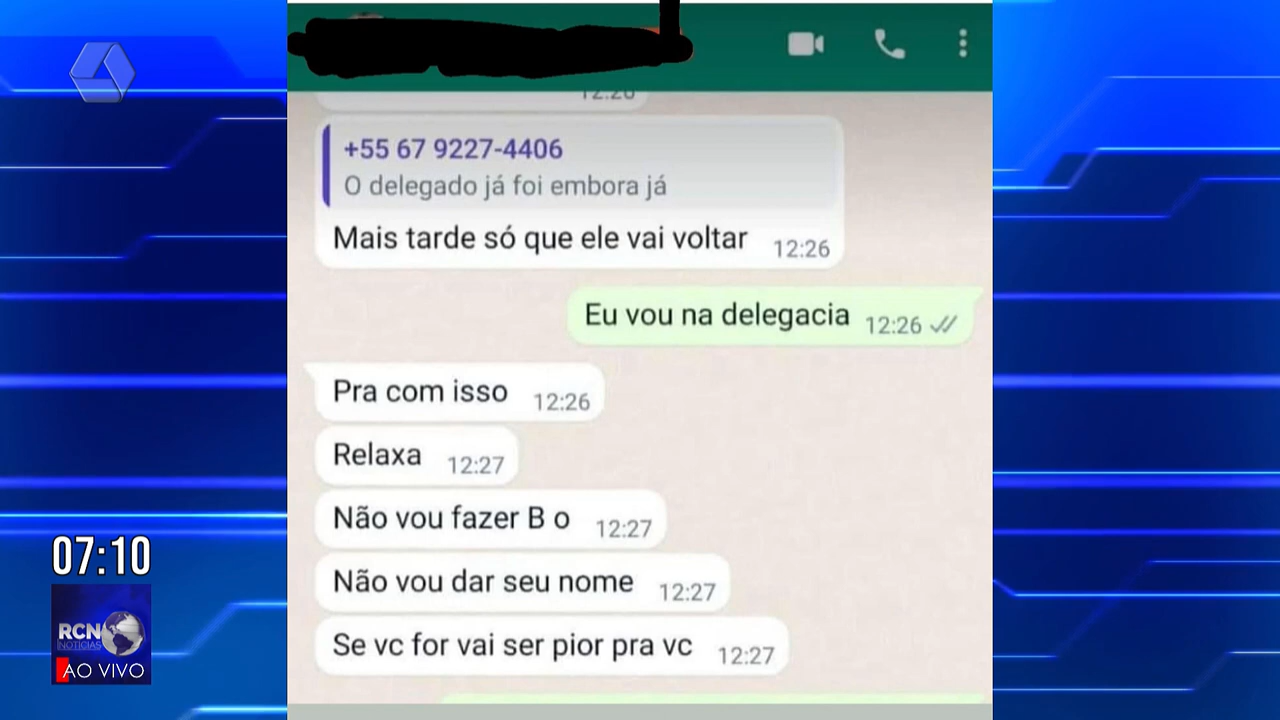 12:26
+55 67 9227-4406
O delegado já foi embora já
Mais tarde só que ele vai voltar 12:26
Eu vou na delegacia 12:26
Pra com isso 12:26
Relaxa 12:27
Não vou fazer B o 12:27
Não vou dar seu nome 12:27
Se vc for vai ser pior pra vc 12:27
07:10
RCN
NOTÍCIAS
AO VIVO